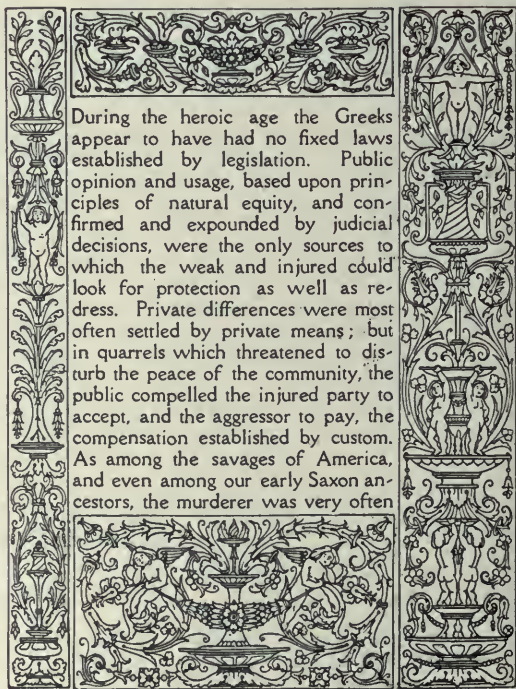 During the heroic age the Greeks
appear to have had no fixed laws
established by legislation. Public
opinion and usage, based upon prin-
ciples of natural equity, and con-
firmed and expounded by judicial
decisions, were the only sources to
which the weak and injured could
look for protection as well as re-
dress. Private differences were most
often settled by private means; but
in quarrels which threatened to dis-
turb the peace of the community, the
public compelled the injured party to
accept, and the aggressor to pay, the
compensation established by custom.
As among the savages of America,
and even among our early Saxon an-
cestors, the murderer was very often